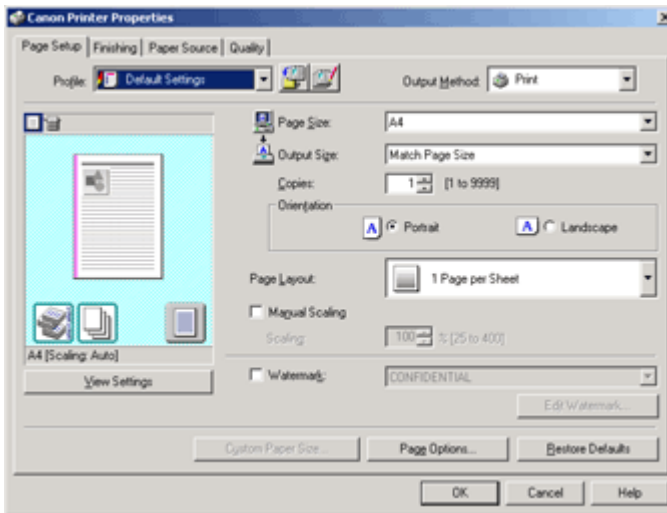 Canon Printer Properties
Page Setup Finishing Paper Source Quality
Profile: Default Settings Output Method: Print
Page Size: A4
Output Size: Match Page Size
Copies: 1 [1 to 9999]
Orientation
A Portrait A Landscape
Page Layout: 1 Page per Sheet
Manual Scaling
Scaling: 100 % [25 to 400]
A4 [Scaling: Auto]
View Settings
Watermark: CONFIDENTIAL
Edit Watermark...
Custom Paper Size... Page Options... Restore Defaults
OK Cancel Help